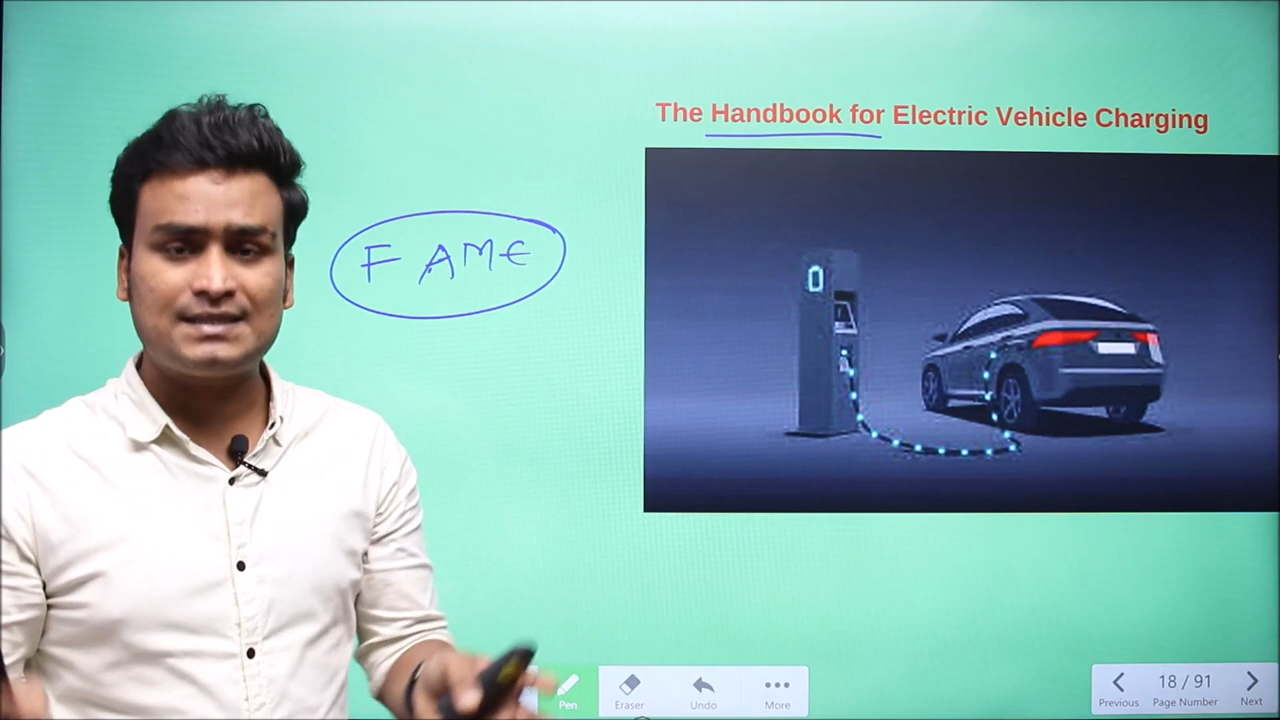 The Handbook for Electric Vehicle Charging
FAME
Pen
Eraser
Undo
More
Previous
18 / 91
Page Number
Next